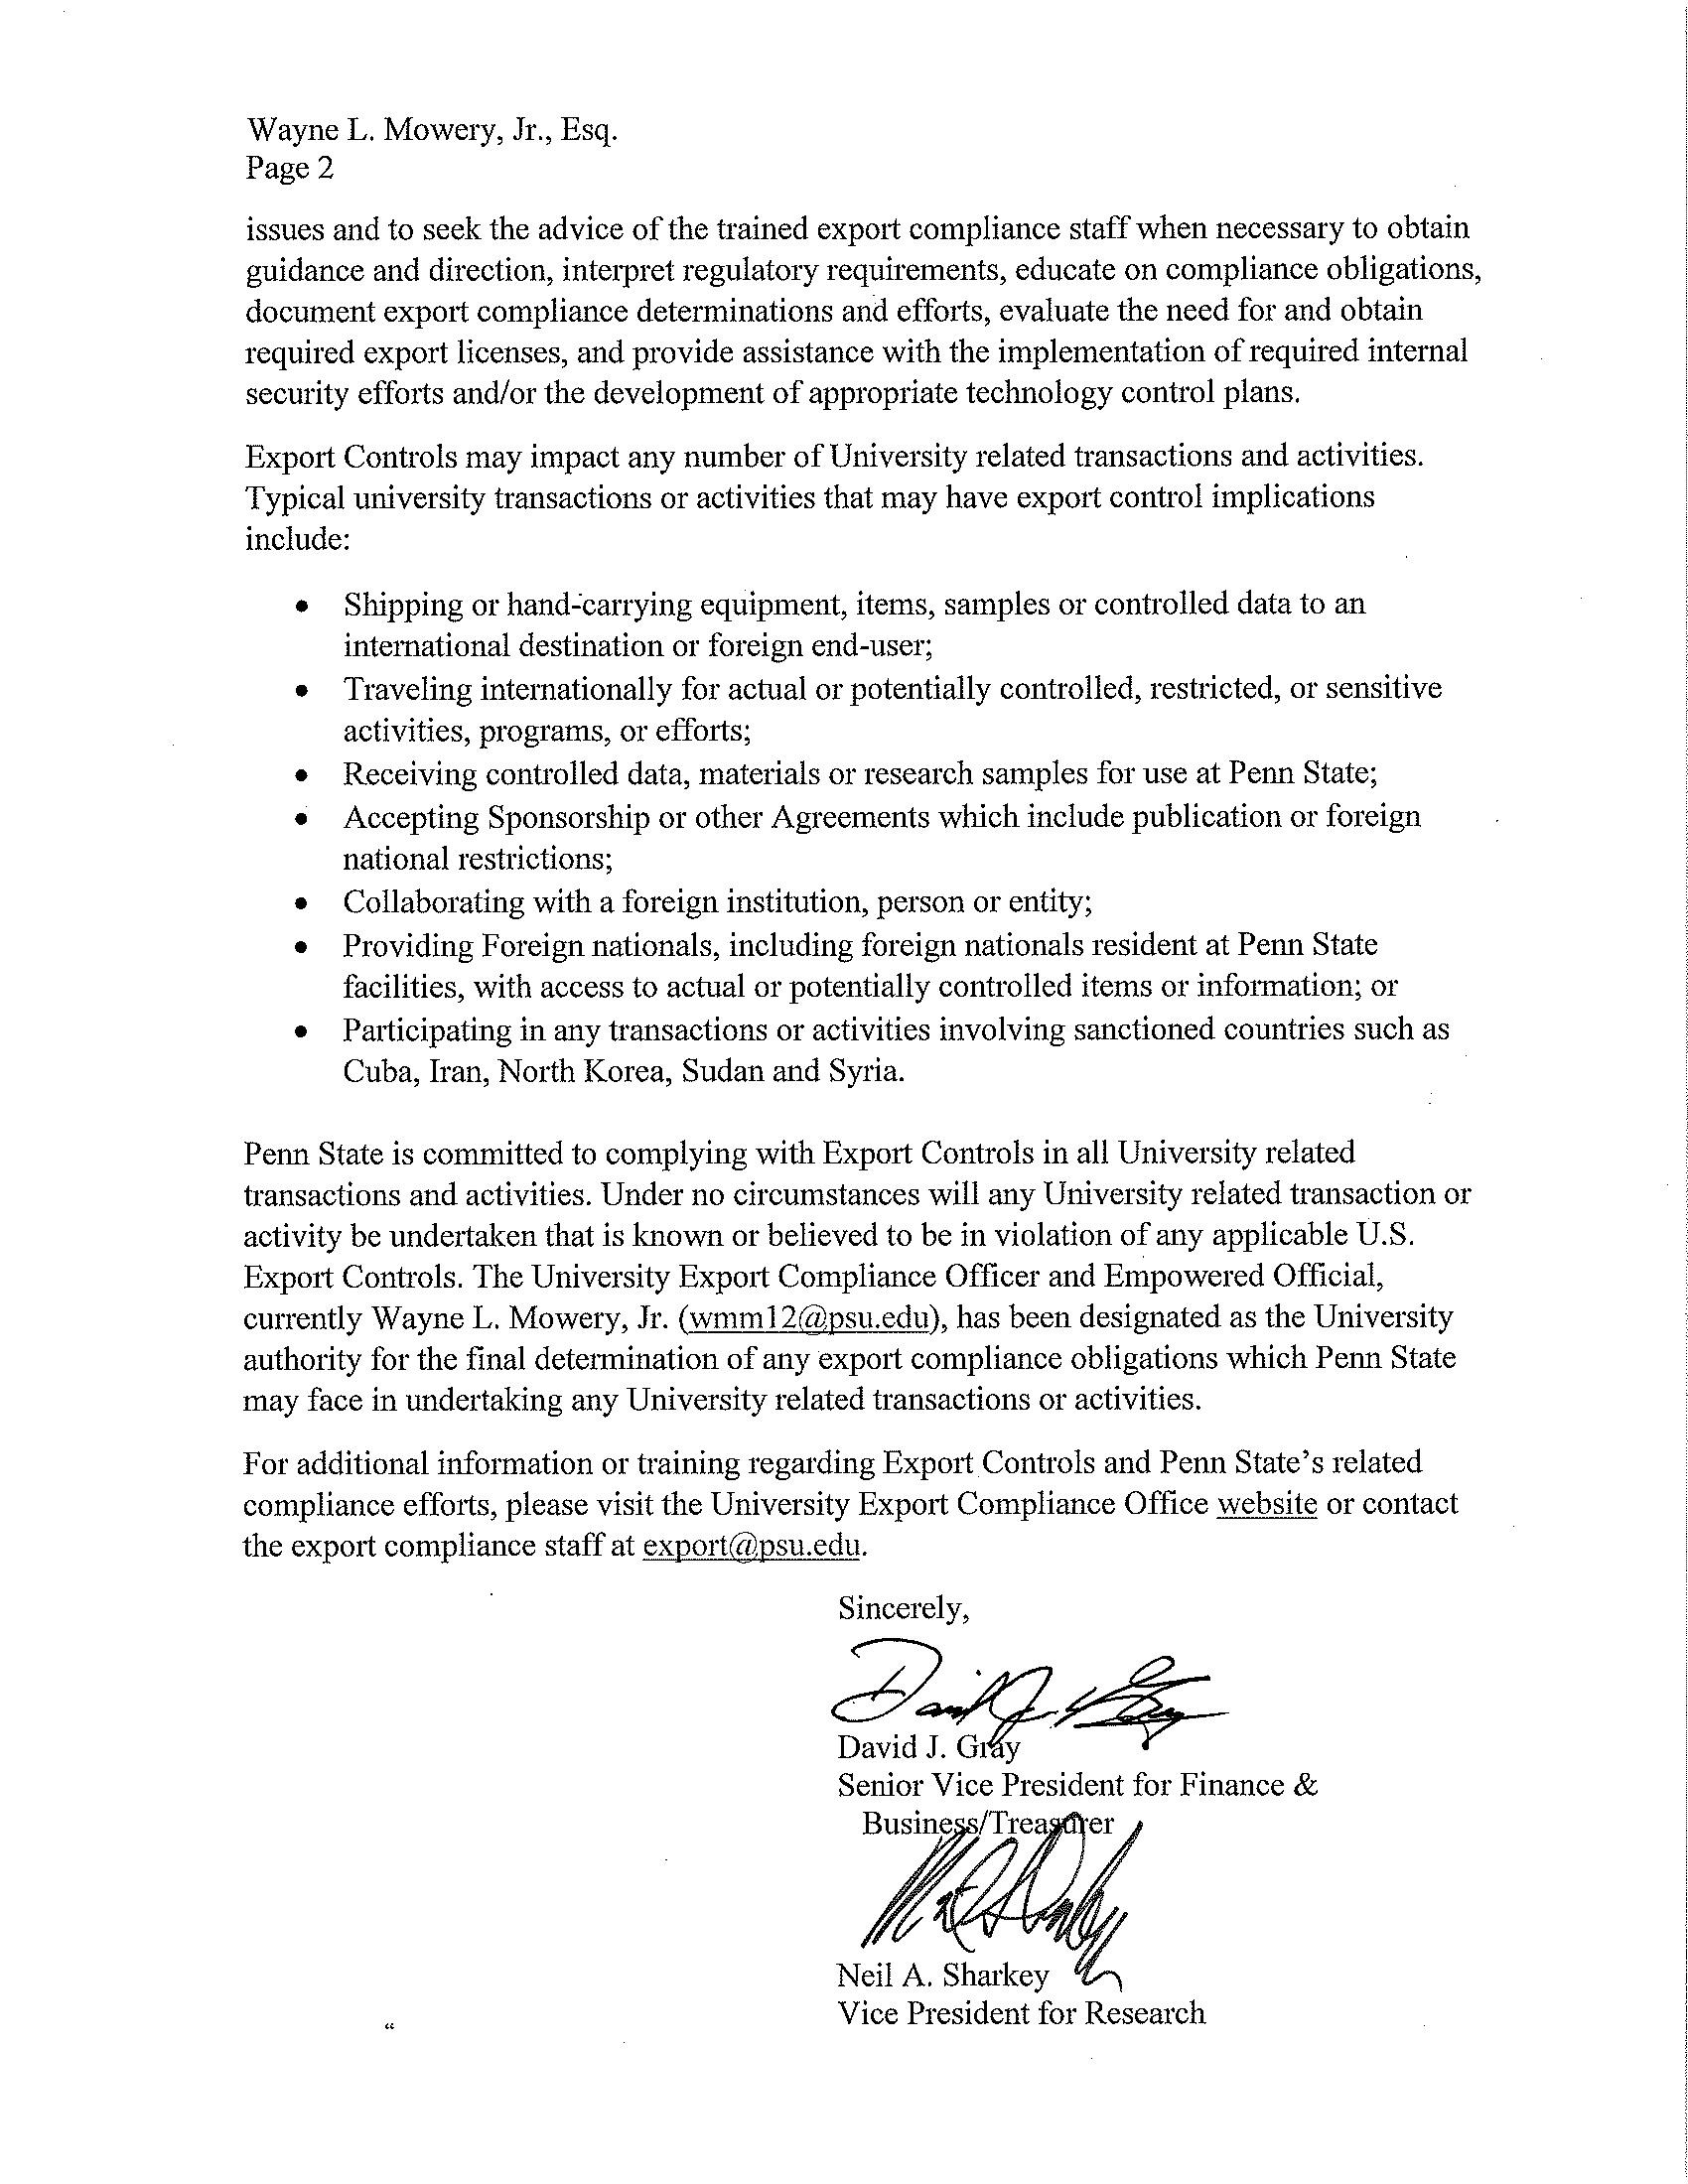 Wayne L. Mowery, Jr., Esq.
Page 2
issues and to seek the advice of the trained export compliance staff when necessary to obtain
guidance and direction, interpret regulatory requirements, educate on compliance obligations,
document export compliance determinations and efforts, evaluate the need for and obtain
required export licenses, and provide assistance with the implementation of required internal
security efforts and/or the development of appropriate technology control plans.
Export Controls may impact any number of University related transactions and activities.
Typical university transactions or activities that may have export control implications
include:
• Shipping or hand-carrying equipment, items, samples or controlled data to an
international destination or foreign end-user;
• Traveling internationally for actual or potentially controlled, restricted, or sensitive
activities, programs, or efforts;
• Receiving controlled data, materials or research samples for use at Penn State;
• Accepting Sponsorship or other Agreements which include publication or foreign
national restrictions;
• Collaborating with a foreign institution, person or entity;
• Providing Foreign nationals, including foreign nationals resident at Penn State
facilities, with access to actual or potentially controlled items or information; or
• Participating in any transactions or activities involving sanctioned countries such as
Cuba, Iran, North Korea, Sudan and Syria.
Penn State is committed to complying with Export Controls in all University related
transactions and activities. Under no circumstances will any University related transaction or
activity be undertaken that is known or believed to be in violation of any applicable U.S.
Export Controls. The University Export Compliance Officer and Empowered Official,
currently Wayne L. Mowery, Jr. (wmm12@psu.edu), has been designated as the University
authority for the final determination of any export compliance obligations which Penn State
may face in undertaking any University related transactions or activities.
For additional information or training regarding Export Controls and Penn State's related
compliance efforts, please visit the University Export Compliance Office website or contact
the export compliance staff at export@psu.edu.
Sincerely,
David J. Gray
David J. Gray
Senior Vice President for Finance &
Business/Treasurer
Neil A. Sharkey
Vice President for Research